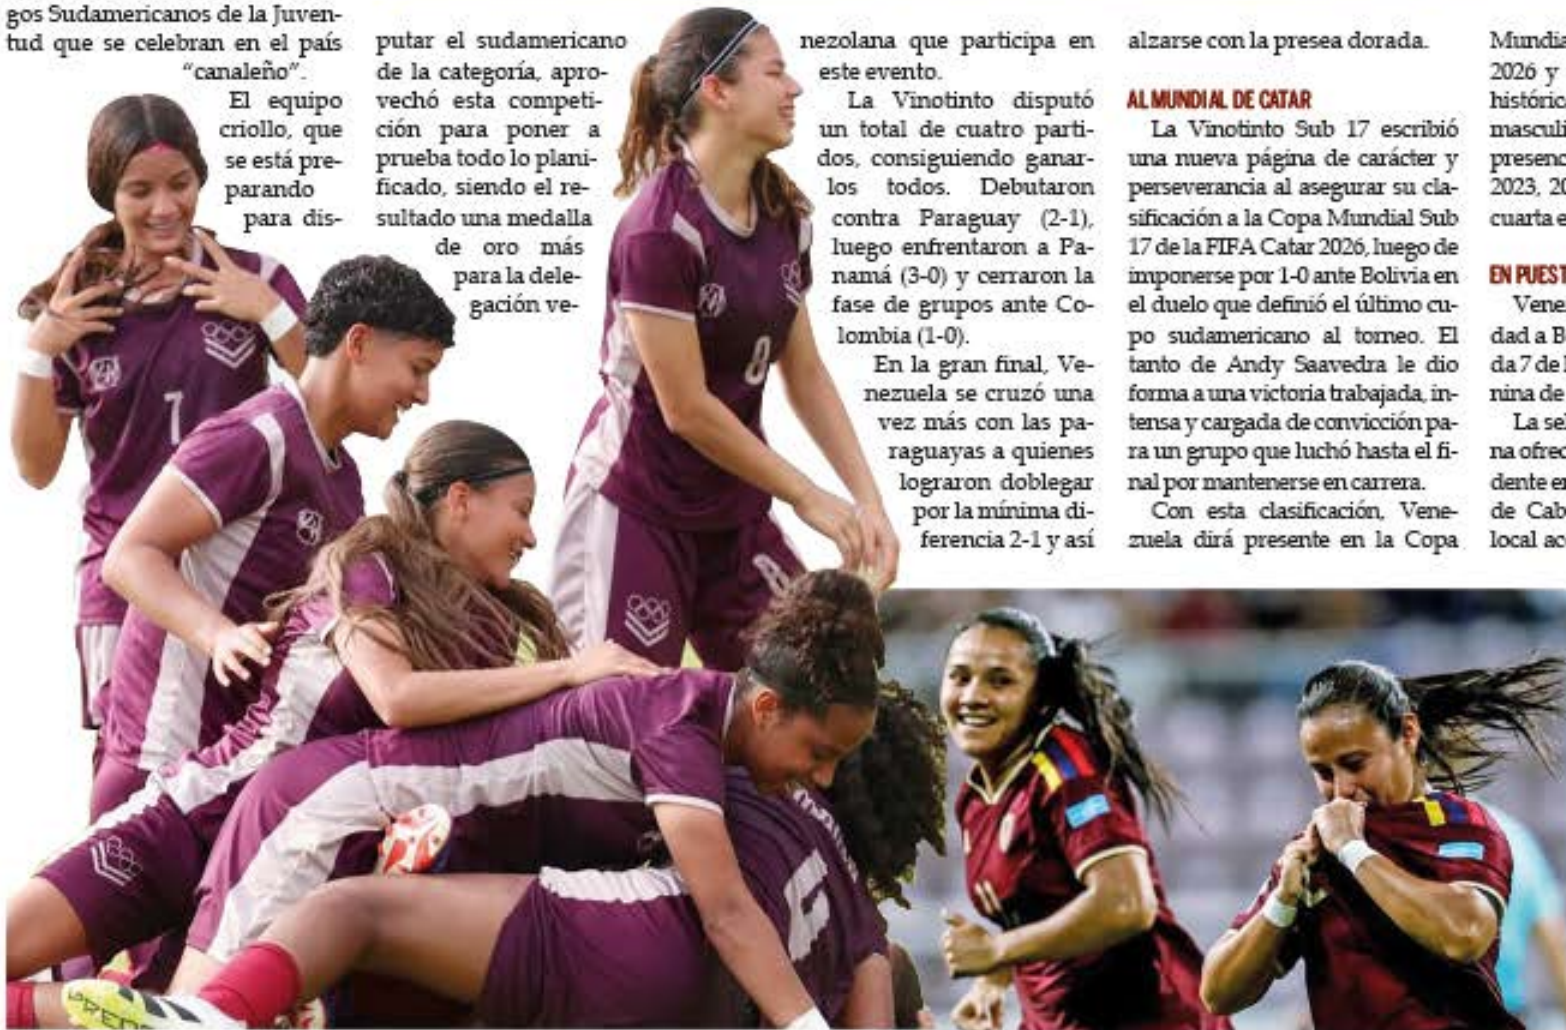 gos Sudamericanos de la Juven-
tud que se celebran en el país
"canaleño".
El equipo
criollo, que
se está pre-
parando
para dis-
putar el sudamericano
de la categoría, apro-
vechó esta competi-
ción para poner a
prueba todo lo plani-
ficado, siendo el re-
sultado una medalla
de oro más
para la dele-
gación ve-
nezolana que participa en
este evento.
La Vinotinto disputó
un total de cuatro parti-
dos, consiguiendo ganar-
los todos. Debutaron
contra Paraguay (2-1),
luego enfrentaron a Pa-
namá (3-0) y cerraron la
fase de grupos ante Co-
lombia (1-0).
En la gran final, Ve-
nezuela se cruzó una
vez más con las pa-
raguayas a quienes
lograron doblegar
por la mínima di-
ferencia 2-1 y así
alzarse con la presea dorada.
AL MUNDIAL DE CATAR
La Vinotinto Sub 17 escribió
una nueva página de carácter y
perseverancia al asegurar su cla-
sificación a la Copa Mundial Sub
17 de la FIFA Catar 2026, luego de
imponerse por 1-0 ante Bolivia en
el duelo que definió el último cu-
po sudamericano al torneo. El
tanto de Andy Saavedra le dio
forma a una victoria trabajada, in-
tensa y cargada de convicción pa-
ra un grupo que luchó hasta el fi-
nal por mantenerse en carrera.
Con esta clasificación, Vene-
zuela dirá presente en la Copa
Mundia
2026 y
históric
masculi
presenc
2023, 20
cuarta e
EN PUEST
Vene
dad a B
da 7 de
nina de
La se
na ofrec
dente en
de Cab
local ac
7
8
8
5
11